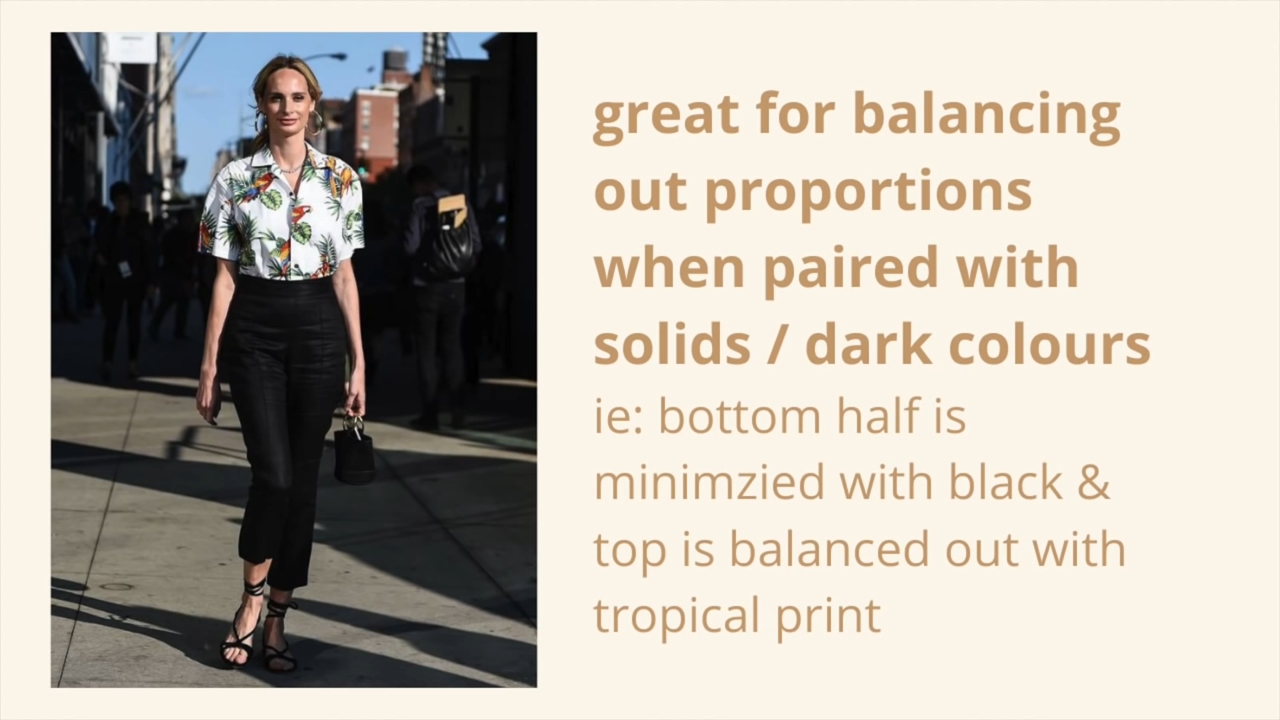 great for balancing
out proportions
when paired with
solids / dark colours
ie: bottom half is
minimzied with black &
top is balanced out with
tropical print